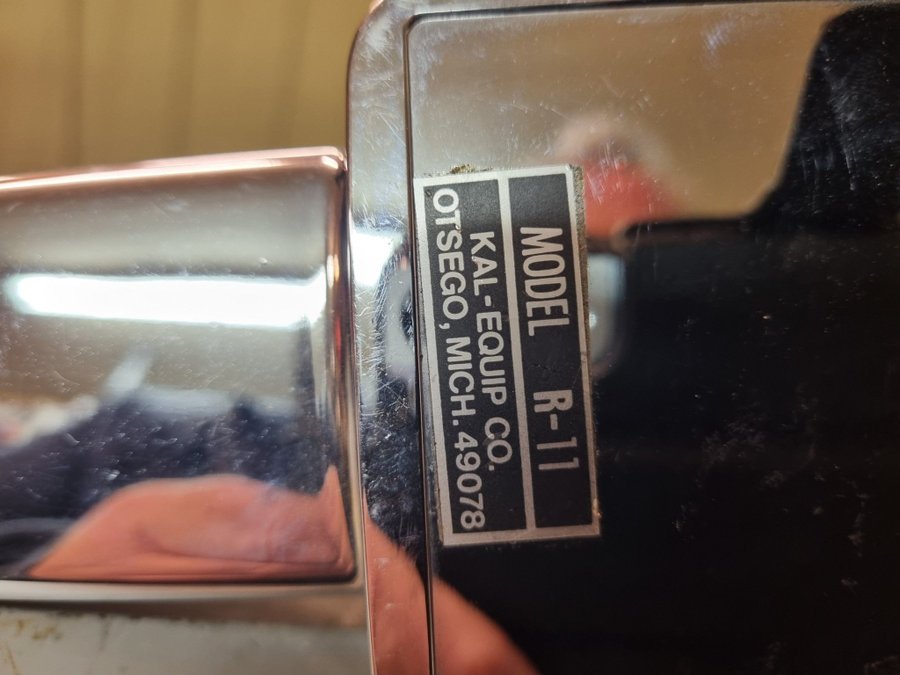 MODEL R-11
KAL-EQUIP CO.
OTSEGO, MICH. 49078